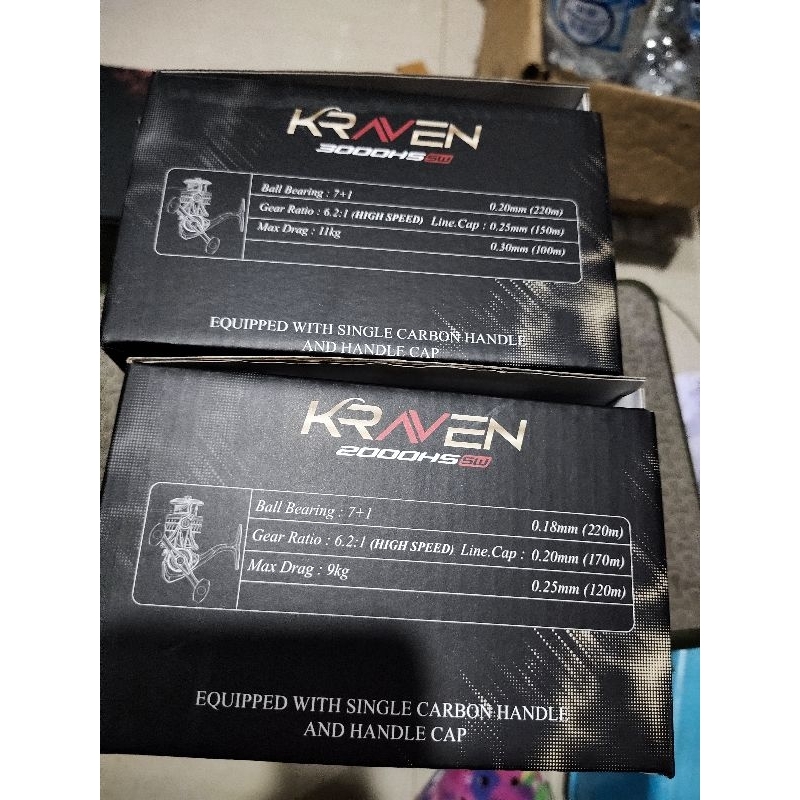 KRAVEN
3000HS SW
Ball Bearing : 7+1
0.20mm (220m)
Gear Ratio : 6.2:1 (HIGH SPEED) Line.Cap : 0.25mm (150m)
Max Drag : 11kg
0.30mm (100m)
EQUIPPED WITH SINGLE CARBON HANDLE
AND HANDLE CAP
KRAVEN
2000HS SW
Ball Bearing : 7+1
0.18mm (220m)
Gear Ratio : 6.2:1 (HIGH SPEED) Line.Cap : 0.20mm (170m)
Max Drag : 9kg
0.25mm (120m)
EQUIPPED WITH SINGLE CARBON HANDLE
AND HANDLE CAP